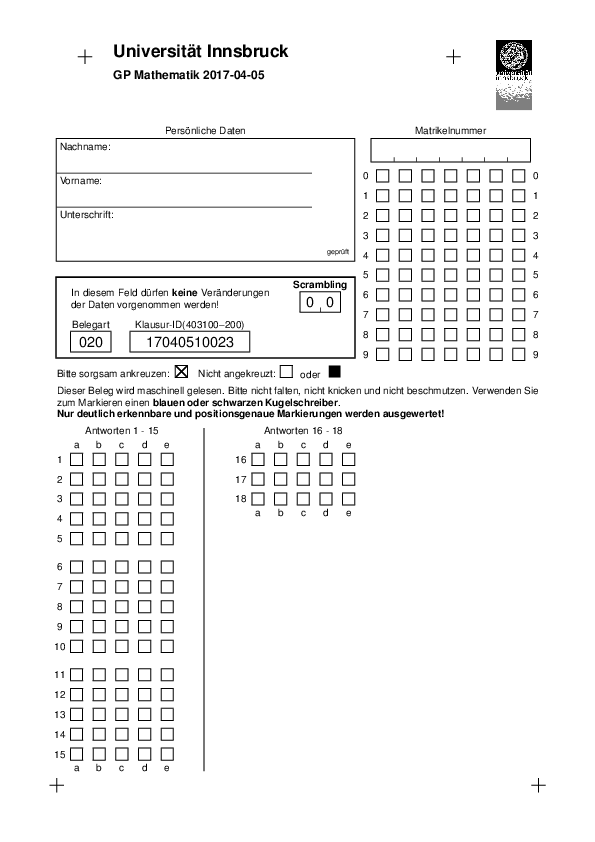 Universität Innsbruck
GP Mathematik 2017-04-05
Persönliche Daten
Nachname:
Vorname:
Unterschrift:
geprüft
Matrikelnummer
0 0
1 1
2 2
3 3
4 4
5 5
6 6
7 7
8 8
9 9
In diesem Feld dürfen keine Veränderungen
der Daten vorgenommen werden!
Scrambling
0 0
Belegart Klausur-ID(403100–200)
020 17040510023
Bitte sorgsam ankreuzen: Nicht angekreuzt: oder
Dieser Beleg wird maschinell gelesen. Bitte nicht falten, nicht knicken und nicht beschmutzen. Verwenden Sie
zum Markieren einen blauen oder schwarzen Kugelschreiber.
Nur deutlich erkennbare und positionsgenaue Markierungen werden ausgewertet!
Antworten 1 - 15
a b c d e
1
2
3
4
5
6
7
8
9
10
11
12
13
14
15
a b c d e
Antworten 16 - 18
a b c d e
16
17
18
a b c d e